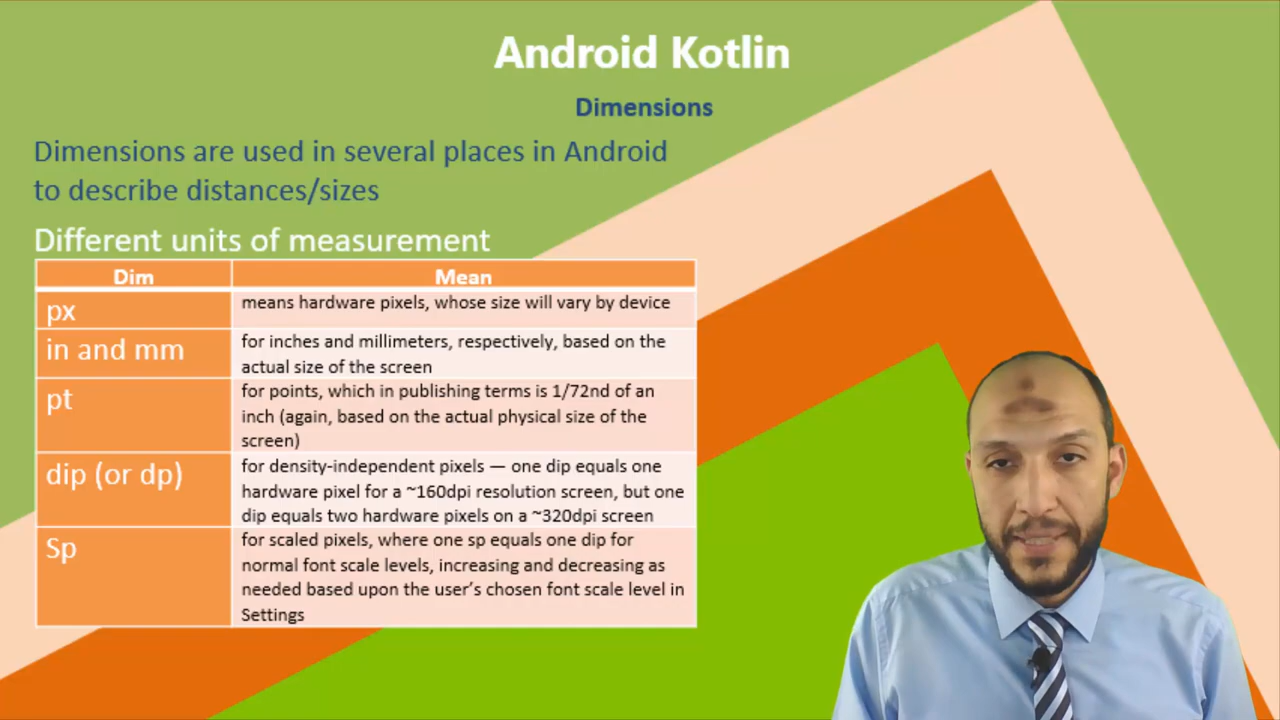 Android Kotlin
Dimensions
Dimensions are used in several places in Android
to describe distances/sizes
Different units of measurement
Dim
Mean
px
means hardware pixels, whose size will vary by device
in and mm
for inches and millimeters, respectively, based on the
actual size of the screen
pt
for points, which in publishing terms is 1/72nd of an
inch (again, based on the actual physical size of the
screen)
dip (or dp)
for density-independent pixels — one dip equals one
hardware pixel for a ~160dpi resolution screen, but one
dip equals two hardware pixels on a ~320dpi screen
Sp
for scaled pixels, where one sp equals one dip for
normal font scale levels, increasing and decreasing as
needed based upon the user’s chosen font scale level in
Settings